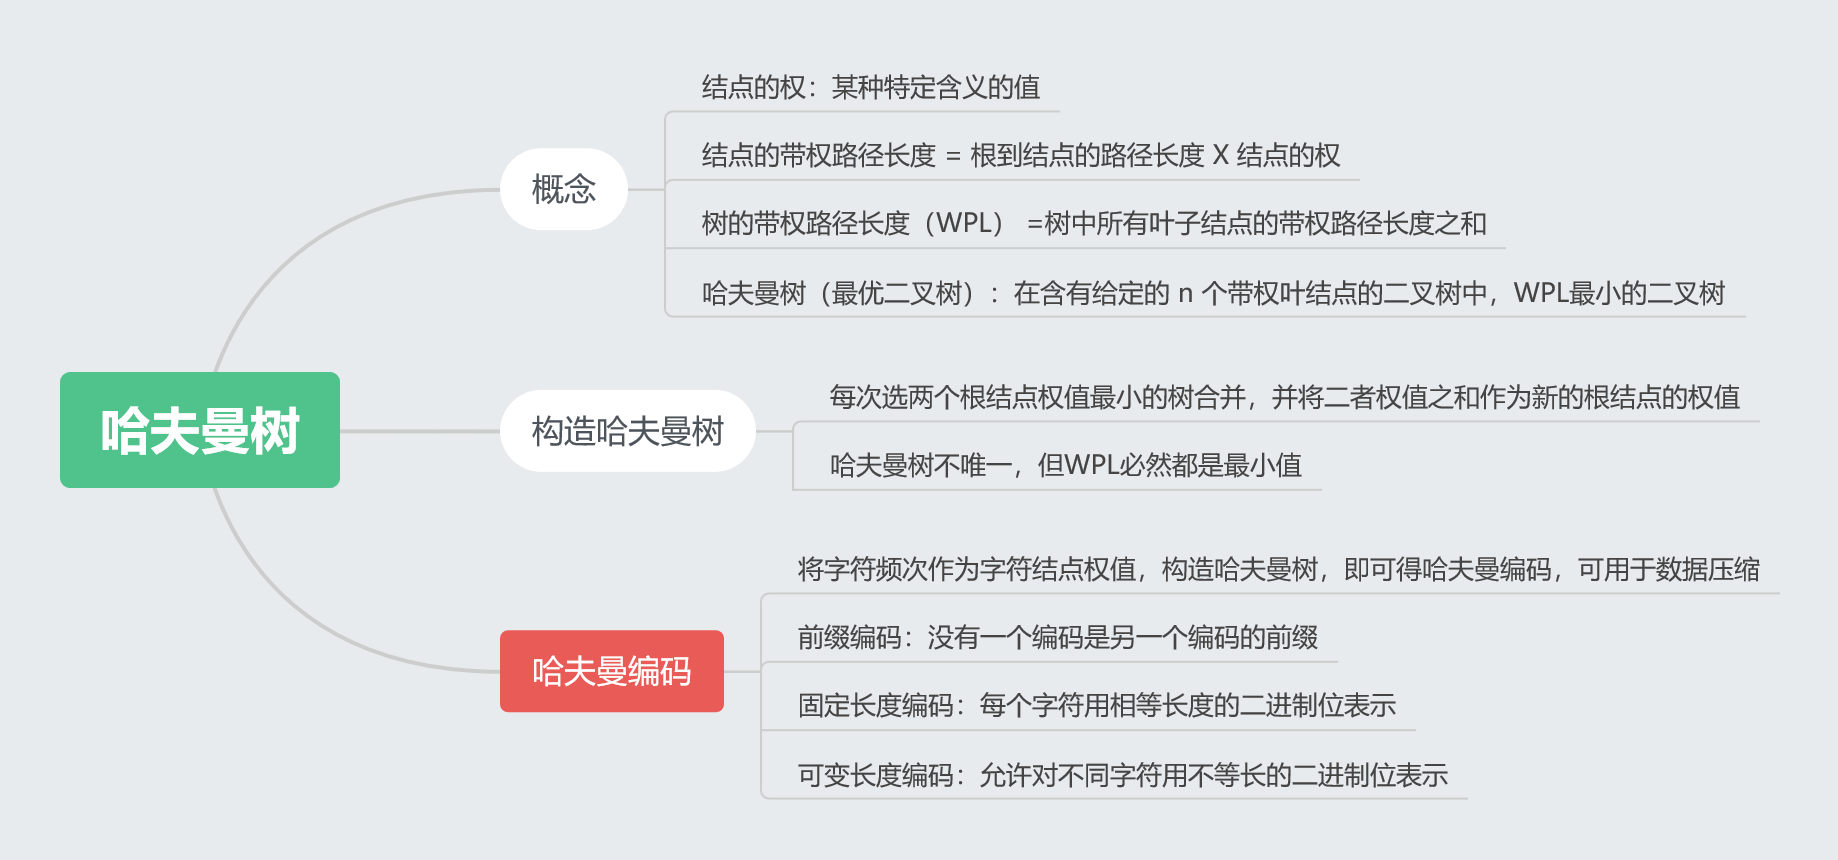 结点的权：某种特定含义的值
结点的带权路径长度 = 根到结点的路径长度 X 结点的权
概念
树的带权路径长度（WPL） =树中所有叶子结点的带权路径长度之和
哈夫曼树（最优二叉树）：在含有给定的 n 个带权叶结点的二叉树中，WPL最小的二叉树
哈夫曼树
构造哈夫曼树
每次选两个根结点权值最小的树合并，并将二者权值之和作为新的根结点的权值
哈夫曼树不唯一，但WPL必然都是最小值
将字符频次作为字符结点权值，构造哈夫曼树，即可得哈夫曼编码，可用于数据压缩
前缀编码：没有一个编码是另一个编码的前缀
哈夫曼编码
固定长度编码：每个字符用相等长度的二进制位表示
可变长度编码：允许对不同字符用不等长的二进制位表示